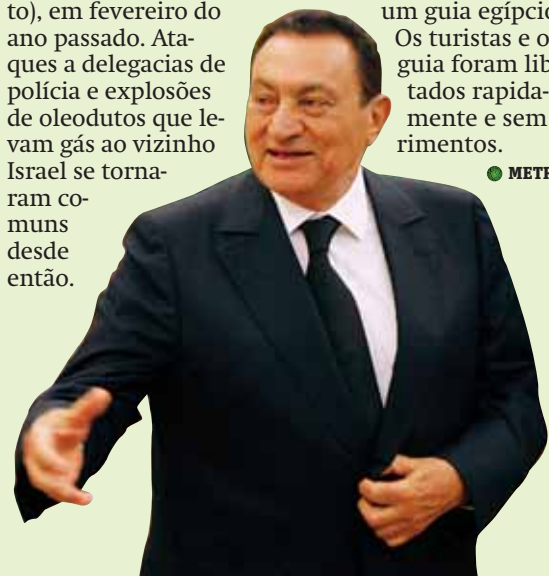 to), em fevereiro do
ano passado. Ata-
ques a delegacias de
polícia e explosões
de oleodutos que le-
vam gás ao vizinho
Israel se torna-
ram co-
muns
desde
então.
um guia egípcio
Os turistas e o
guia foram lib
tados rapida-
mente e sem
rimentos.
METR